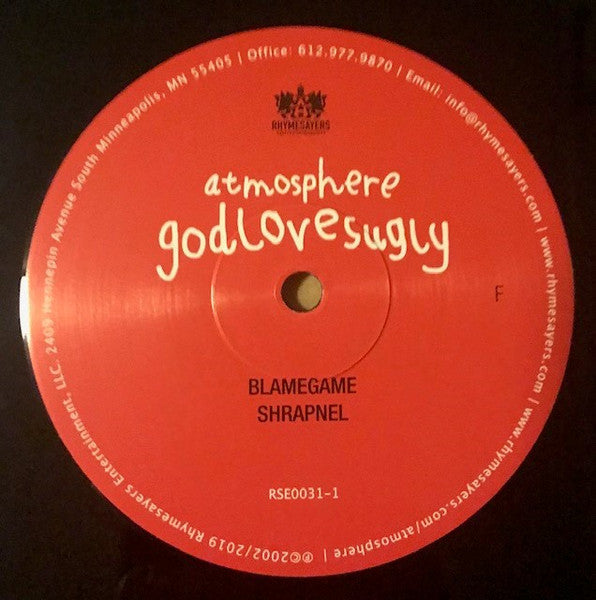 ℗©2002/2019 Rhymesayers Entertainment, LLC. 2409 Hennepin Avenue South Minneapolis, MN 55405 | Office: 612.977.9870 | Email: info@rhymesayers.com | www.rhymesayers.com | www.rhymesayers.com/atmosphere |
RHYMESAYERS
atmosphere
godlovesugly
F
BLAMEGAME
SHRAPNEL
RSE0031-1